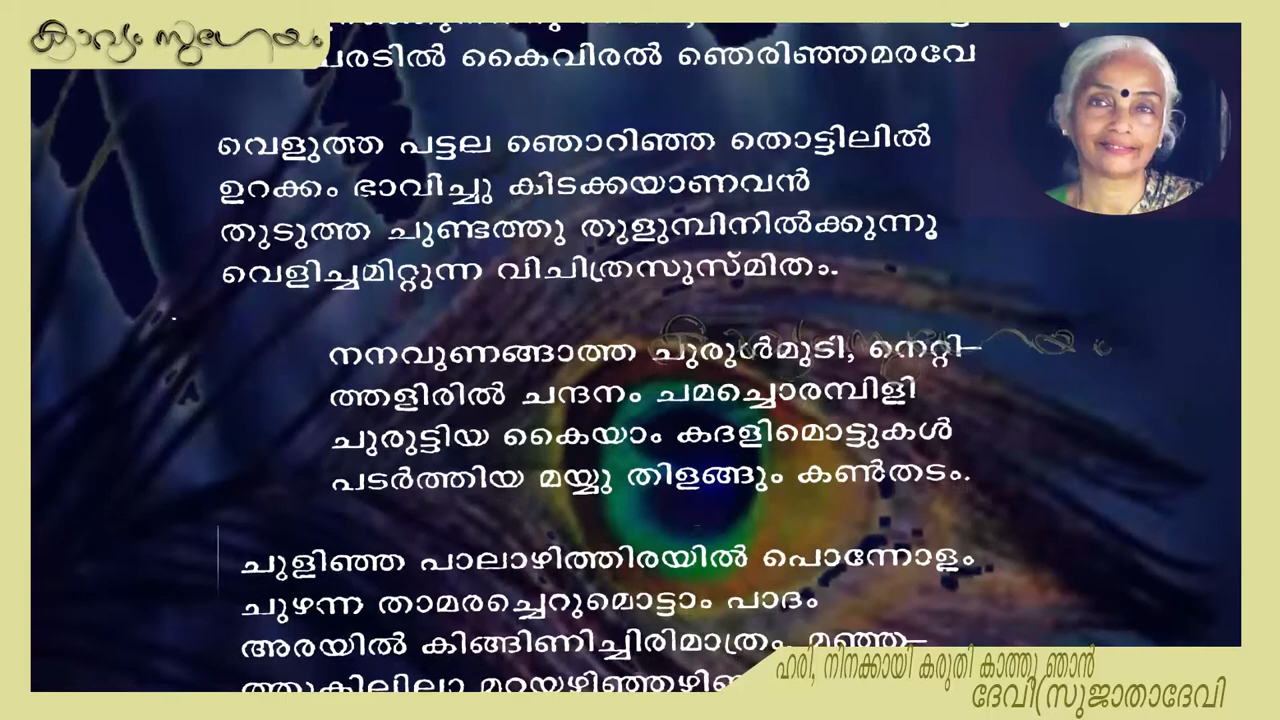 കാവ്യം സുഗേയം
പരടിൽ കൈവിരൽ ഞെരിഞ്ഞമരവേ
വെളുത്ത പട്ടല ഞൊറിഞ്ഞ തൊട്ടിലിൽ
ഉറക്കം ഭാവിച്ചു കിടക്കയാണവൻ
തുടുത്ത ചുണ്ടത്തു തുളുമ്പിനിൽക്കുന്നൂ
വെളിച്ചമിറ്റുന്ന വിചിത്രസുസ്മിതം.
നനവുണങ്ങാത്ത ചുരുൾമുടി, നെറ്റി–
ത്തളിരിൽ ചന്ദനം ചമച്ചൊരമ്പിളി
ചുരുട്ടിയ കൈയാം കദളിമൊട്ടുകൾ
പടർത്തിയ മയ്യു തിളങ്ങും കൺതടം.
ചുളിഞ്ഞ പാലാഴിത്തിരയിൽ പൊന്നോളം
ചുഴന്ന താമരച്ചെറുമൊട്ടാം പാദം
അരയിൽ കിങ്ങിണിച്ചിരിമാത്രം, മഞ്ഞ–
ത്തുകിലില്ലാ
ഹരി, നിനക്കായി കരുതി കാത്തു ഞാൻ
ദേവി(സുജാതാദേവി